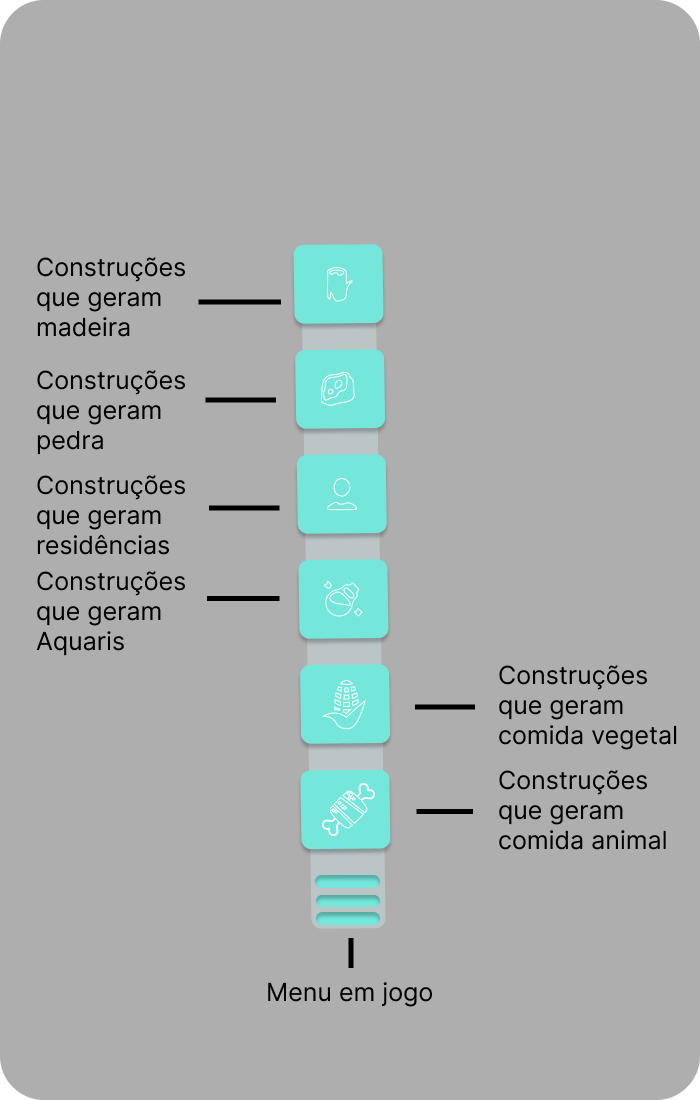 Construções
que geram
madeira
Construções
que geram
pedra
Construções
que geram
residências
Construções
que geram
Aquaris
Construções
que geram
comida vegetal
Construções
que geram
comida animal
Menu em jogo